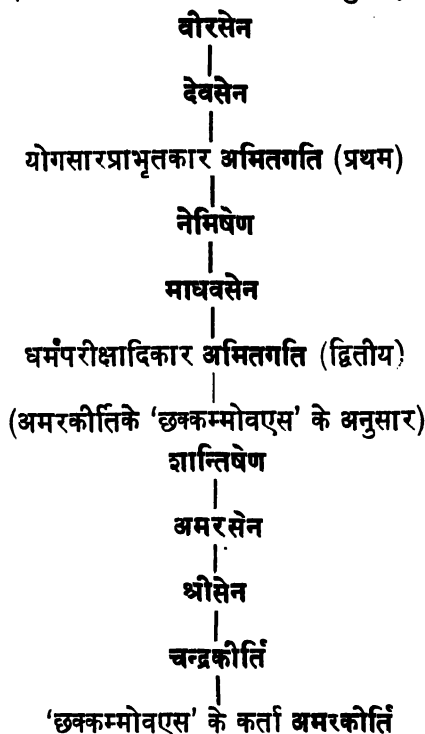 वीरसेन
देवसेन
योगसारप्राभृतकार अमितगति (प्रथम)
नेमिषेण
माधवसेन
धर्मपरीक्षादिकार अमितगति (द्वितीय)
(अमरकीर्तिके 'छक्कम्मोवएस' के अनुसार)
शान्तिषेण
अमरसेन
श्रीसेन
चन्द्रकीर्ति
'छक्कम्मोवएस' के कर्ता अमरकीर्ति